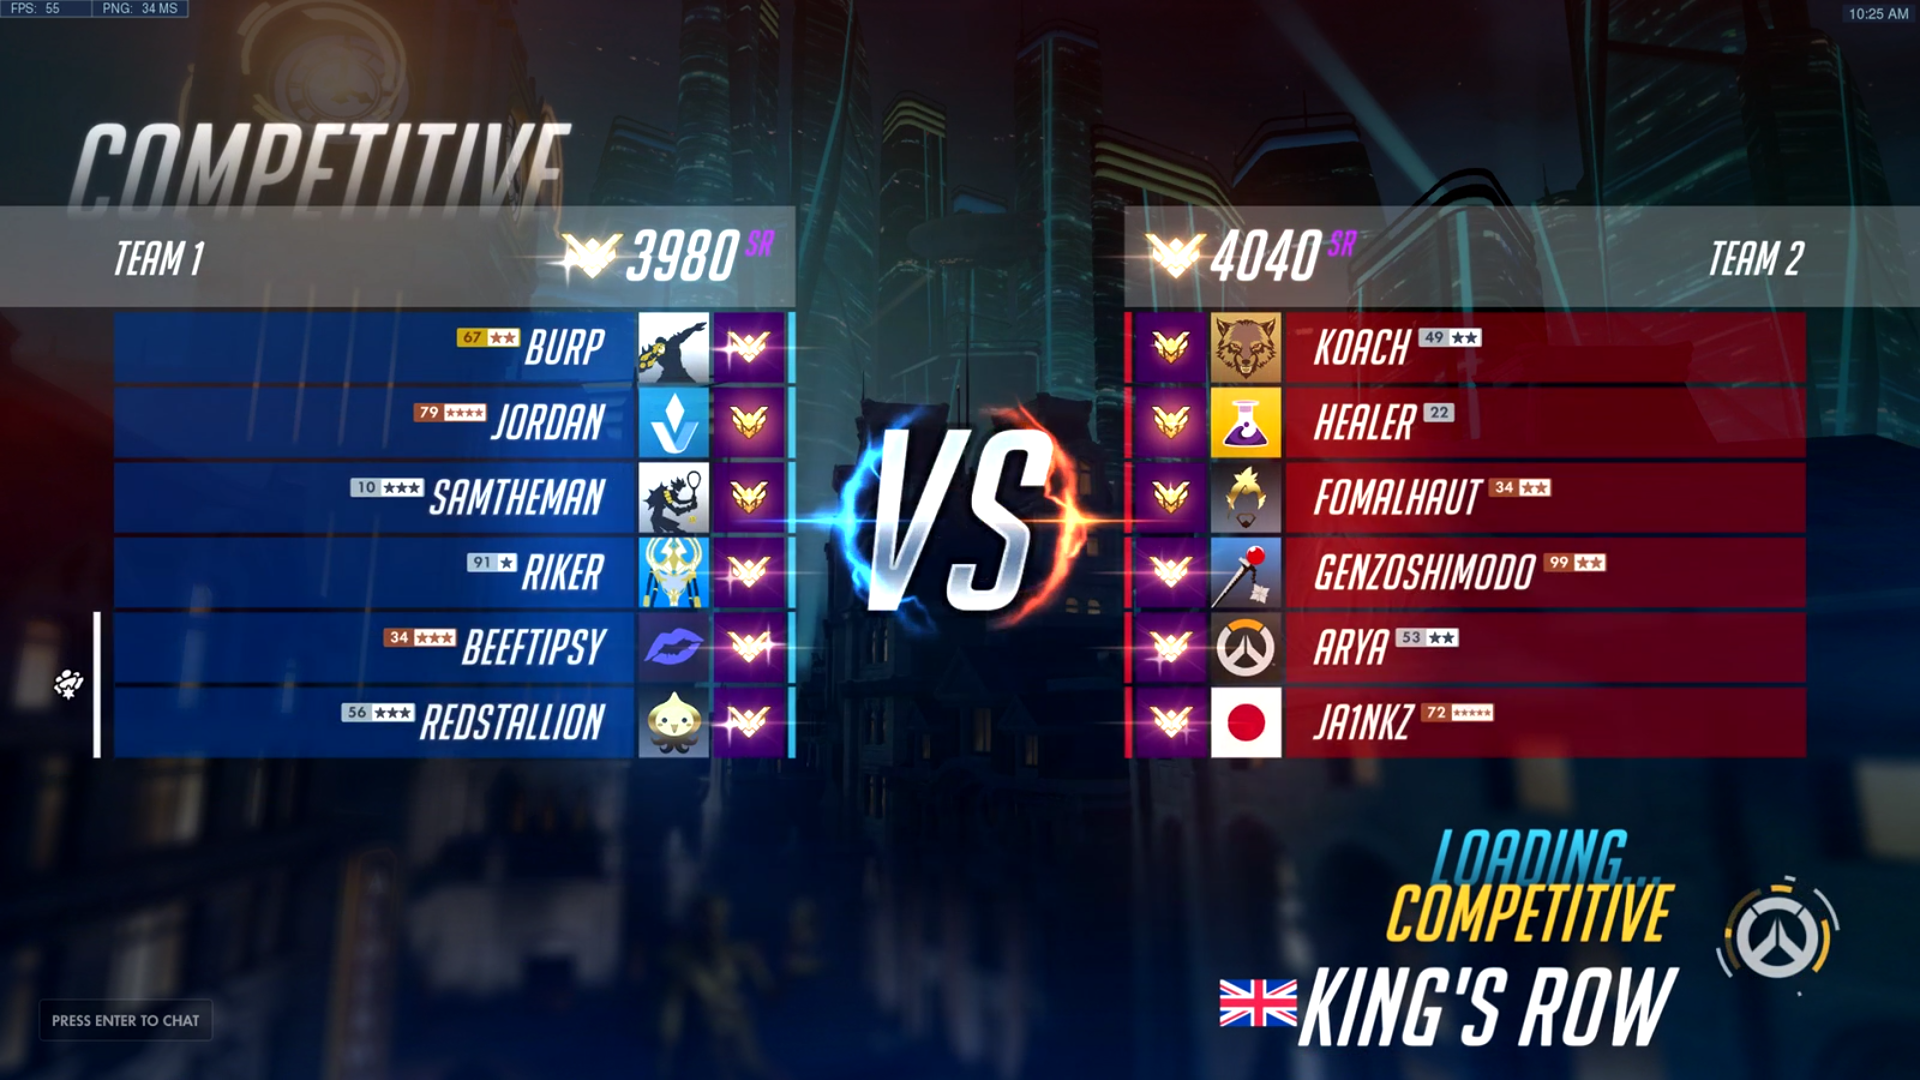 FPS: 55 PNG: 34 MS
10:25 AM
COMPETITIVE
TEAM 1 3980 SR
67 BURP
79 JORDAN
10 SAMTHEMAN
91 RIKER
34 BEEFTIPSY
56 REDSTALLION
VS
4040 SR TEAM 2
KOACH 49
HEALER 22
FOMALHAUT 34
GENZOSHIMODO 99
ARYA 53
JA1NKZ 72
LOADING...
COMPETITIVE
KING'S ROW
PRESS ENTER TO CHAT